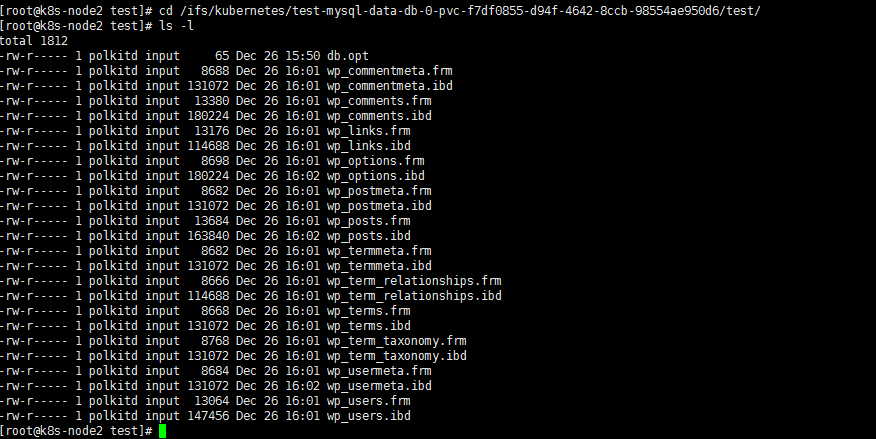 [root@k8s-node2 test]# cd /ifs/kubernetes/test-mysql-data-db-0-pvc-f7df0855-d94f-4642-8ccb-98554ae950d6/test/
[root@k8s-node2 test]# ls -l
total 1812
-rw-r----- 1 polkitd input     65 Dec 26 15:50 db.opt
-rw-r----- 1 polkitd input   8688 Dec 26 16:01 wp_commentmeta.frm
-rw-r----- 1 polkitd input 131072 Dec 26 16:01 wp_commentmeta.ibd
-rw-r----- 1 polkitd input  13380 Dec 26 16:01 wp_comments.frm
-rw-r----- 1 polkitd input 180224 Dec 26 16:01 wp_comments.ibd
-rw-r----- 1 polkitd input  13176 Dec 26 16:01 wp_links.frm
-rw-r----- 1 polkitd input 114688 Dec 26 16:01 wp_links.ibd
-rw-r----- 1 polkitd input   8698 Dec 26 16:01 wp_options.frm
-rw-r----- 1 polkitd input 180224 Dec 26 16:02 wp_options.ibd
-rw-r----- 1 polkitd input   8682 Dec 26 16:01 wp_postmeta.frm
-rw-r----- 1 polkitd input 131072 Dec 26 16:01 wp_postmeta.ibd
-rw-r----- 1 polkitd input  13684 Dec 26 16:01 wp_posts.frm
-rw-r----- 1 polkitd input 163840 Dec 26 16:02 wp_posts.ibd
-rw-r----- 1 polkitd input   8682 Dec 26 16:01 wp_termmeta.frm
-rw-r----- 1 polkitd input 131072 Dec 26 16:01 wp_termmeta.ibd
-rw-r----- 1 polkitd input   8666 Dec 26 16:01 wp_term_relationships.frm
-rw-r----- 1 polkitd input 114688 Dec 26 16:01 wp_term_relationships.ibd
-rw-r----- 1 polkitd input   8668 Dec 26 16:01 wp_terms.frm
-rw-r----- 1 polkitd input 131072 Dec 26 16:01 wp_terms.ibd
-rw-r----- 1 polkitd input   8768 Dec 26 16:01 wp_term_taxonomy.frm
-rw-r----- 1 polkitd input 131072 Dec 26 16:01 wp_term_taxonomy.ibd
-rw-r----- 1 polkitd input   8684 Dec 26 16:01 wp_usermeta.frm
-rw-r----- 1 polkitd input 131072 Dec 26 16:02 wp_usermeta.ibd
-rw-r----- 1 polkitd input  13064 Dec 26 16:01 wp_users.frm
-rw-r----- 1 polkitd input 147456 Dec 26 16:01 wp_users.ibd
[root@k8s-node2 test]#